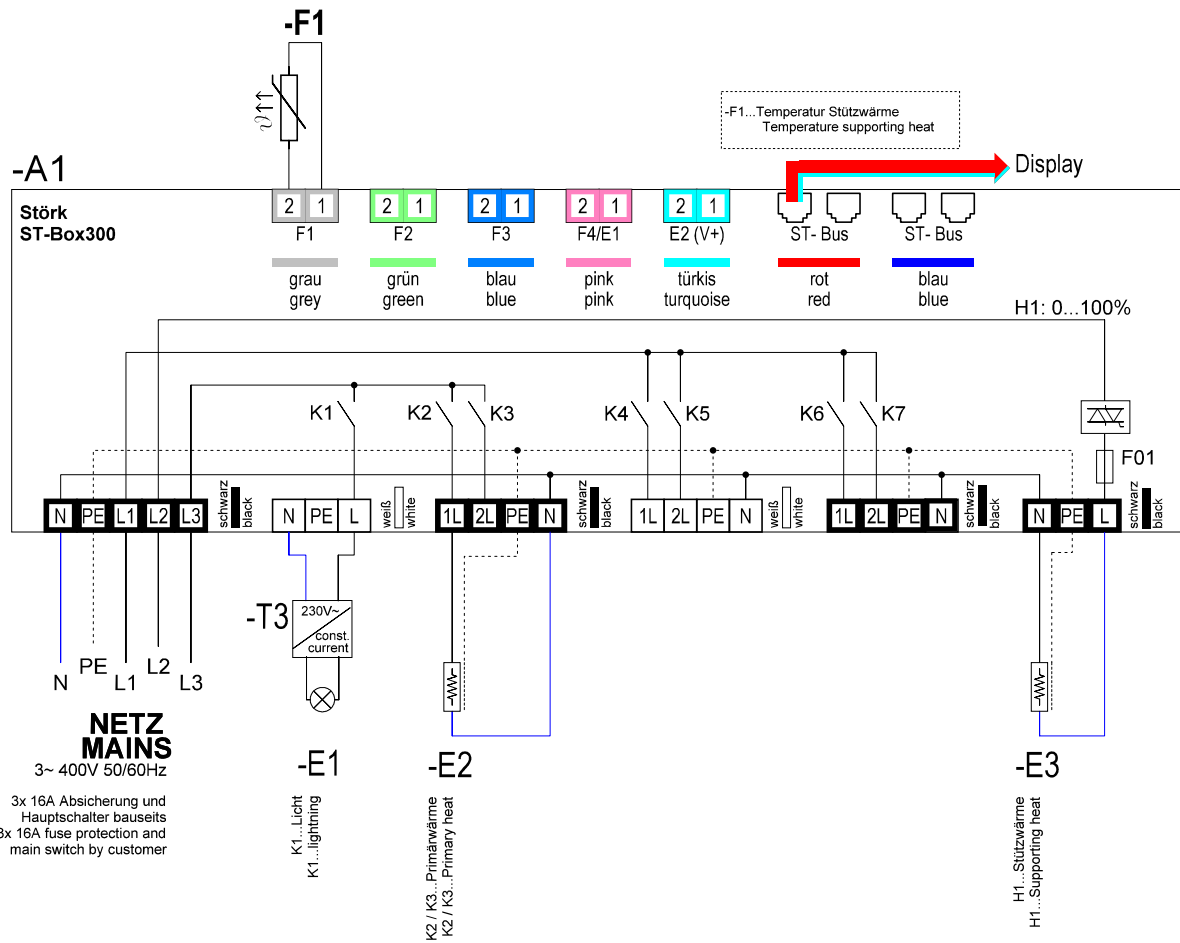 -F1
ϑ↑↑
-F1...Temperatur Stützwärme
Temperature supporting heat
Display
-A1
Störk
ST-Box300
2 1
2 1
2 1
2 1
2 1
F1
F2
F3
F4/E1
E2 (V+)
ST- Bus
ST- Bus
grau
grey
grün
green
blau
blue
pink
pink
türkis
turquoise
rot
red
blau
blue
H1: 0...100%
K1
K2
K3
K4
K5
K6
K7
F01
N PE L1 L2 L3
schwarz
black
N PE L
weiß
white
1L 2L PE N
schwarz
black
1L 2L PE N
weiß
white
1L 2L PE N
schwarz
black
N PE L
schwarz
black
-T3
230V~
const.
current
N
PE
L1
L2
L3
NETZ
MAINS
3~ 400V 50/60Hz
3x 16A Absicherung und
Hauptschalter bauseits
3x 16A fuse protection and
main switch by customer
-E1
K1...Licht
K1...lightning
-E2
K2 / K3...Primärwärme
K2 / K3...Primary heat
-E3
H1...Stützwärme
H1...Supporting heat